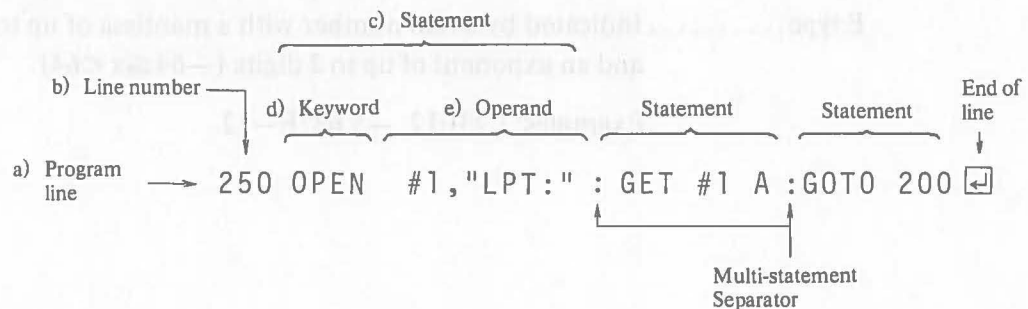 c) Statement
b) Line number
d) Keyword
e) Operand
Statement
Statement
End of
line
a) Program
line
250 OPEN #1,"LPT:" : GET #1 A :GOTO 200 ↵
Multi-statement
Separator